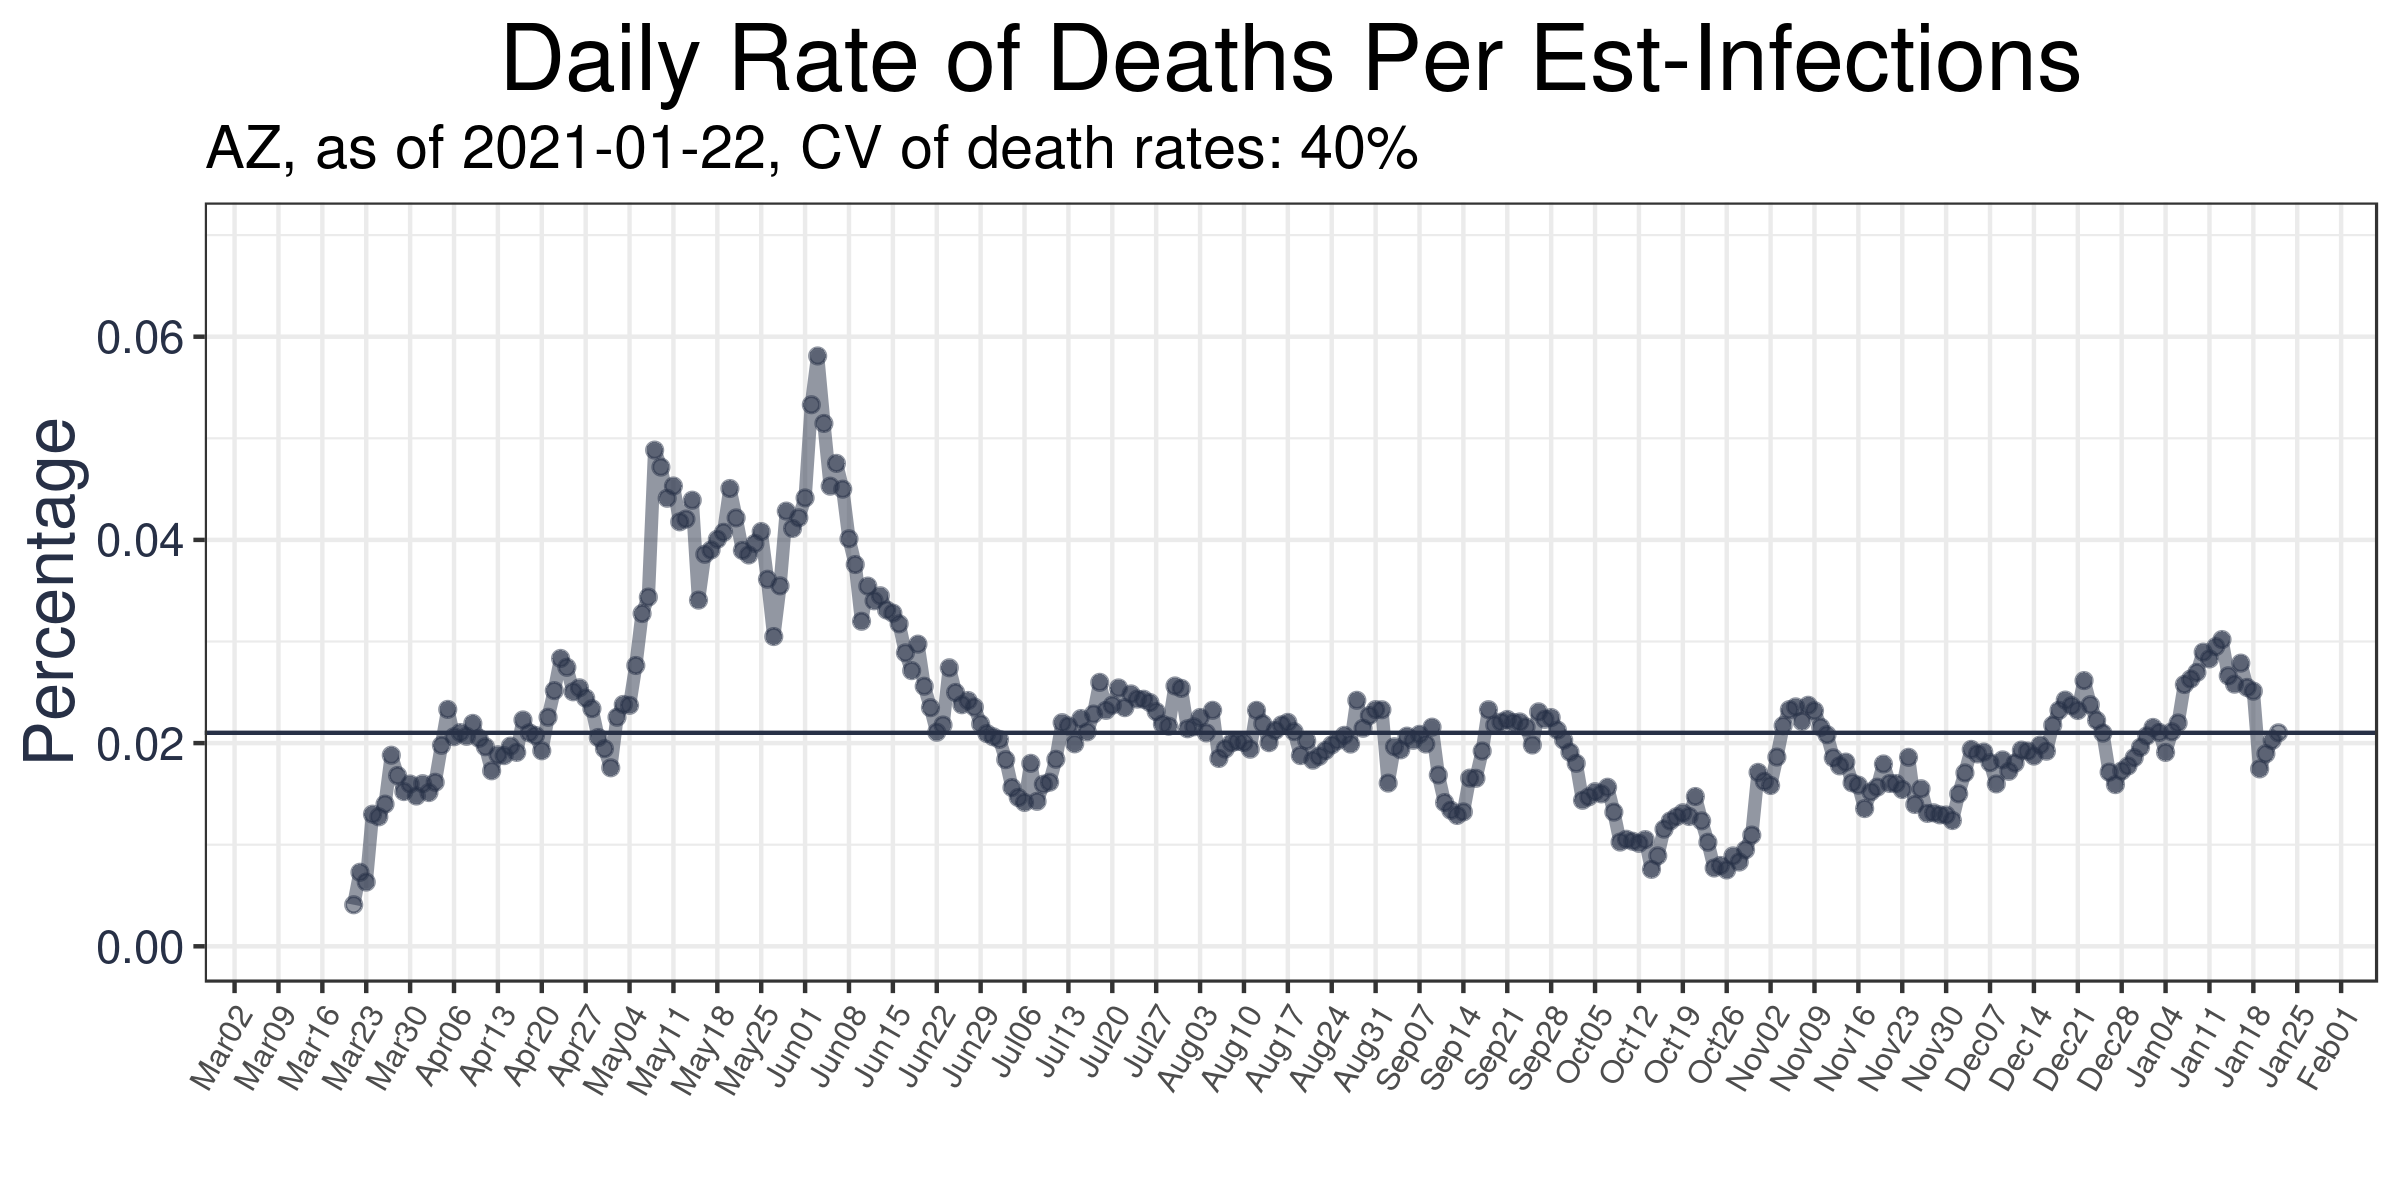 Daily Rate of Deaths Per Est-Infections
AZ, as of 2021-01-22, CV of death rates: 40%
Percentage
0.06
0.04
0.02
0.00
Mar02
Mar09
Mar16
Mar23
Mar30
Apr06
Apr13
Apr20
Apr27
May04
May11
May18
May25
Jun01
Jun08
Jun15
Jun22
Jun29
Jul06
Jul13
Jul20
Jul27
Aug03
Aug10
Aug17
Aug24
Aug31
Sep07
Sep14
Sep21
Sep28
Oct05
Oct12
Oct19
Oct26
Nov02
Nov09
Nov16
Nov23
Nov30
Dec07
Dec14
Dec21
Dec28
Jan04
Jan11
Jan18
Jan25
Feb01